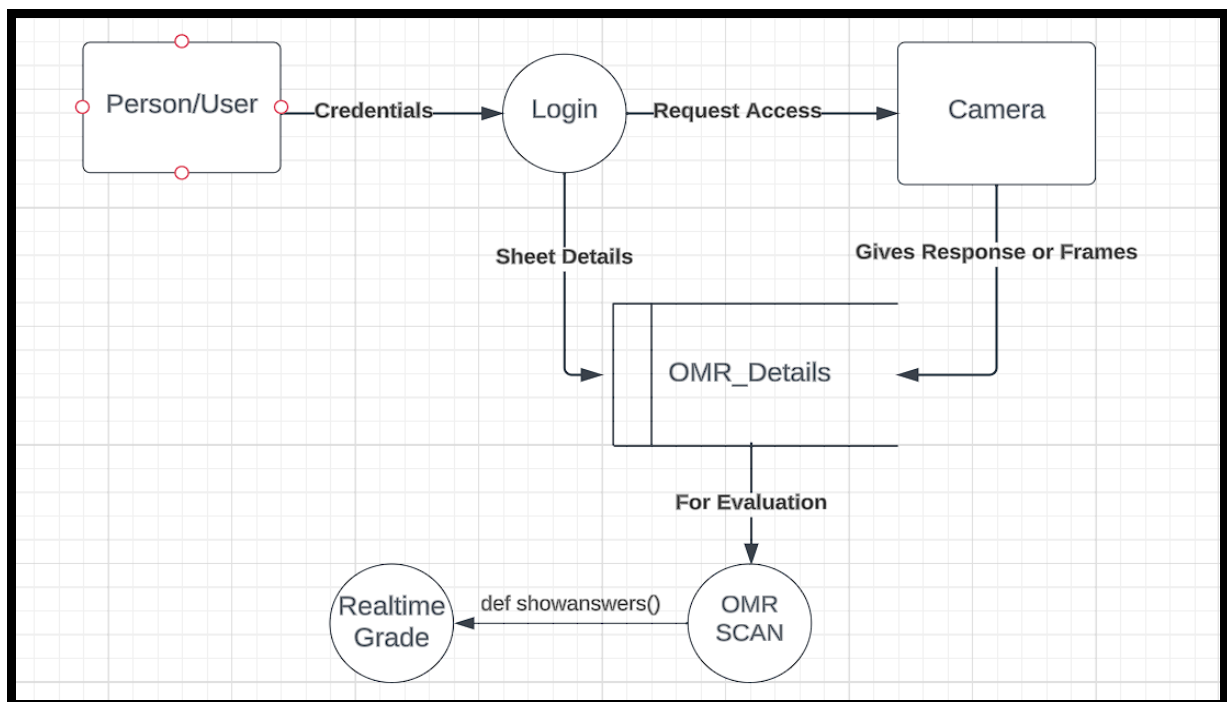 Person/User
Credentials
Login
Request Access
Camera
Sheet Details
Gives Response or Frames
OMR_Details
For Evaluation
Realtime
Grade
def showanswers()
OMR
SCAN